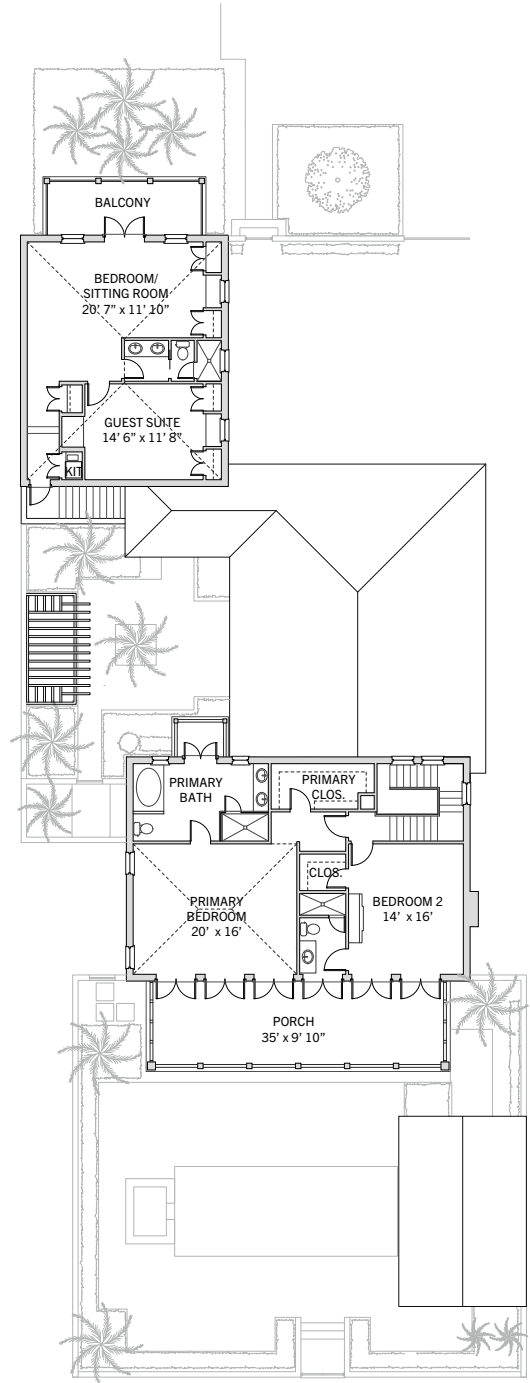 BALCONY
BEDROOM/
SITTING ROOM
20' 7" x 11' 10"
GUEST SUITE
14' 6" x 11' 8"
KIT
PRIMARY
BATH
PRIMARY
CLOS.
CLOS.
PRIMARY
BEDROOM
20' x 16'
BEDROOM 2
14' x 16'
PORCH
35' x 9' 10"